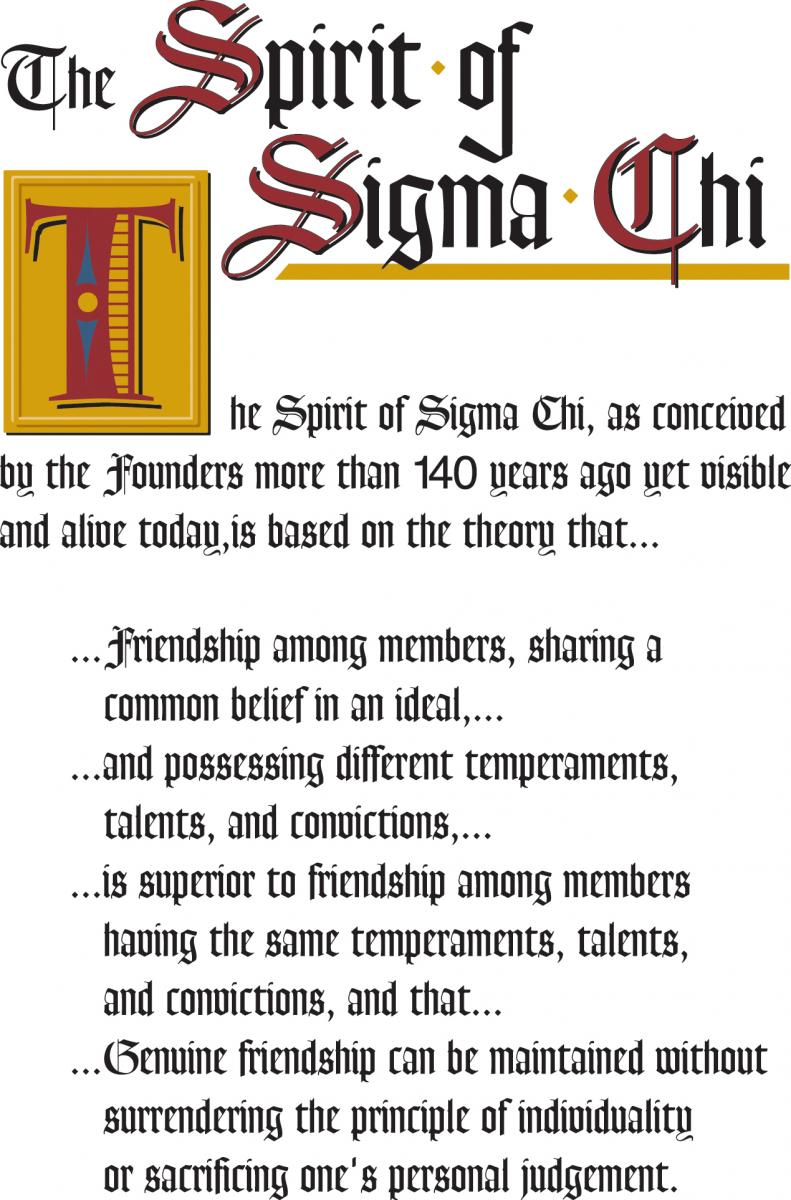 The Spirit · of
Sigma · Chi
The Spirit of Sigma Chi, as conceived
by the Founders more than 140 years ago yet visible
and alive today,is based on the theory that...
...Friendship among members, sharing a
common belief in an ideal,...
...and possessing different temperaments,
talents, and convictions,...
...is superior to friendship among members
having the same temperaments, talents,
and convictions, and that...
...Genuine friendship can be maintained without
surrendering the principle of individuality
or sacrificing one's personal judgement.